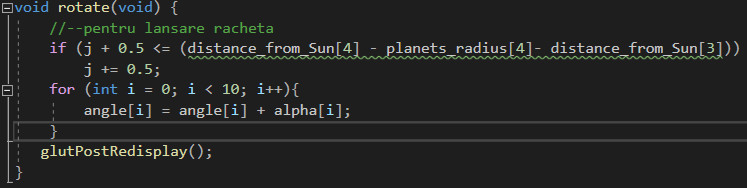 void rotate(void) {
//--pentru lansare racheta
if (j + 0.5 <= (distance_from_Sun[4] - planets_radius[4]- distance_from_Sun[3]))
j += 0.5;
for (int i = 0; i < 10; i++){
angle[i] = angle[i] + alpha[i];
}
glutPostRedisplay();
}